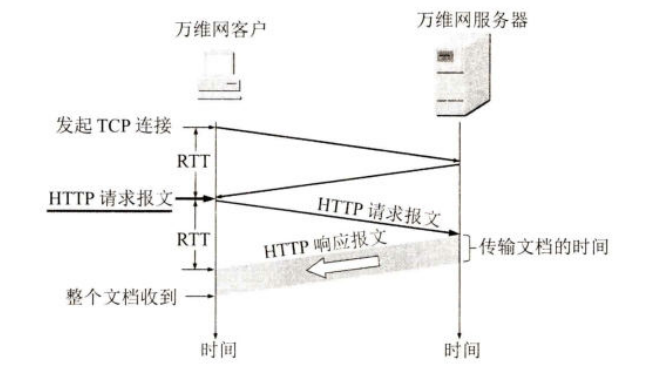 万维网客户
万维网服务器
发起 TCP 连接
RTT
HTTP 请求报文
HTTP 请求报文
RTT
HTTP 响应报文
传输文档的时间
整个文档收到
时间
时间